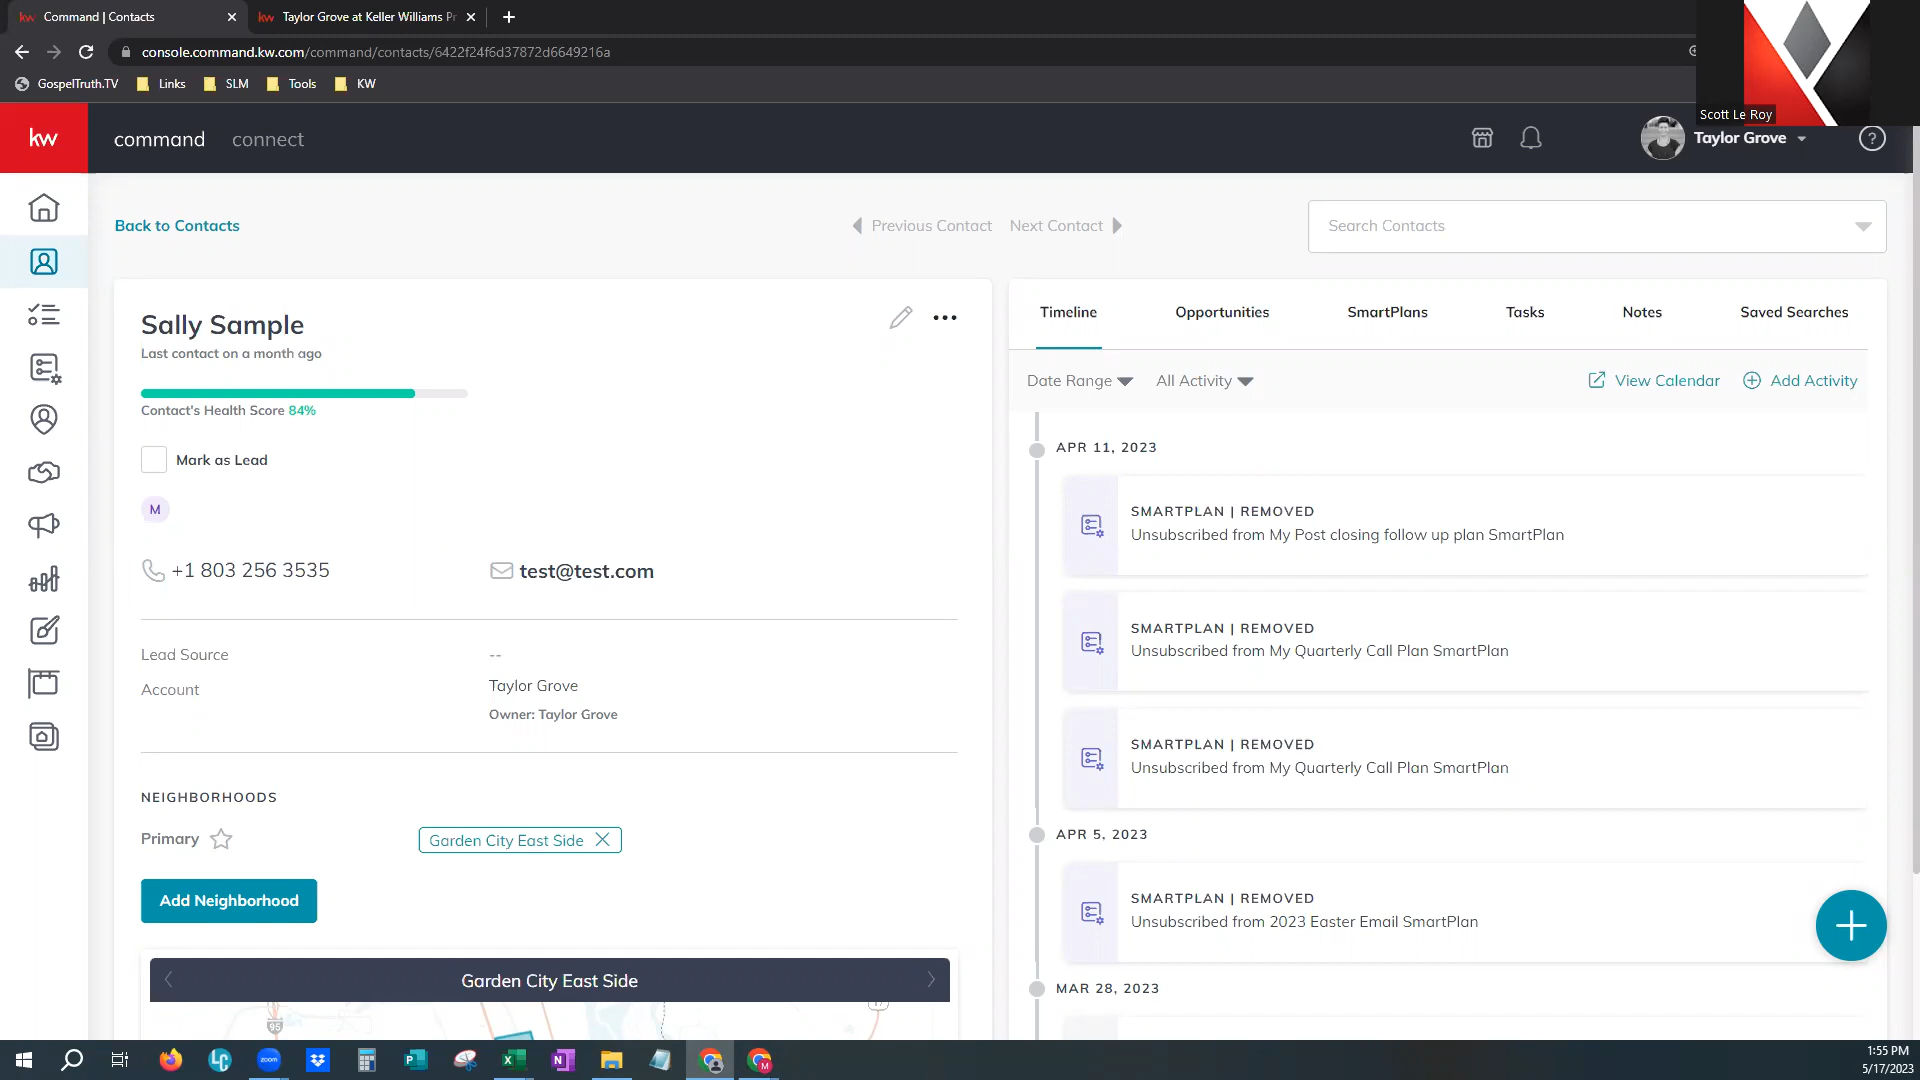 kw Command | Contacts
kw Taylor Grove at Keller Williams Pr
console.command.kw.com/command/contacts/6422f24f6d37872d6649216a
GospelTruth.TV Links SLM Tools KW
Scott Le Roy
kw command connect
Taylor Grove
?
Back to Contacts
Previous Contact Next Contact
Search Contacts
Sally Sample
Last contact on a month ago
Contact's Health Score 84%
Mark as Lead
M
+1 803 256 3535
test@test.com
Lead Source --
Account Taylor Grove
Owner: Taylor Grove
NEIGHBORHOODS
Primary Garden City East Side
Add Neighborhood
Garden City East Side
95
17
Timeline Opportunities SmartPlans Tasks Notes Saved Searches
Date Range All Activity View Calendar Add Activity
APR 11, 2023
SMARTPLAN | REMOVED
Unsubscribed from My Post closing follow up plan SmartPlan
SMARTPLAN | REMOVED
Unsubscribed from My Quarterly Call Plan SmartPlan
SMARTPLAN | REMOVED
Unsubscribed from My Quarterly Call Plan SmartPlan
APR 5, 2023
SMARTPLAN | REMOVED
Unsubscribed from 2023 Easter Email SmartPlan
MAR 28, 2023
1:55 PM
5/17/2023